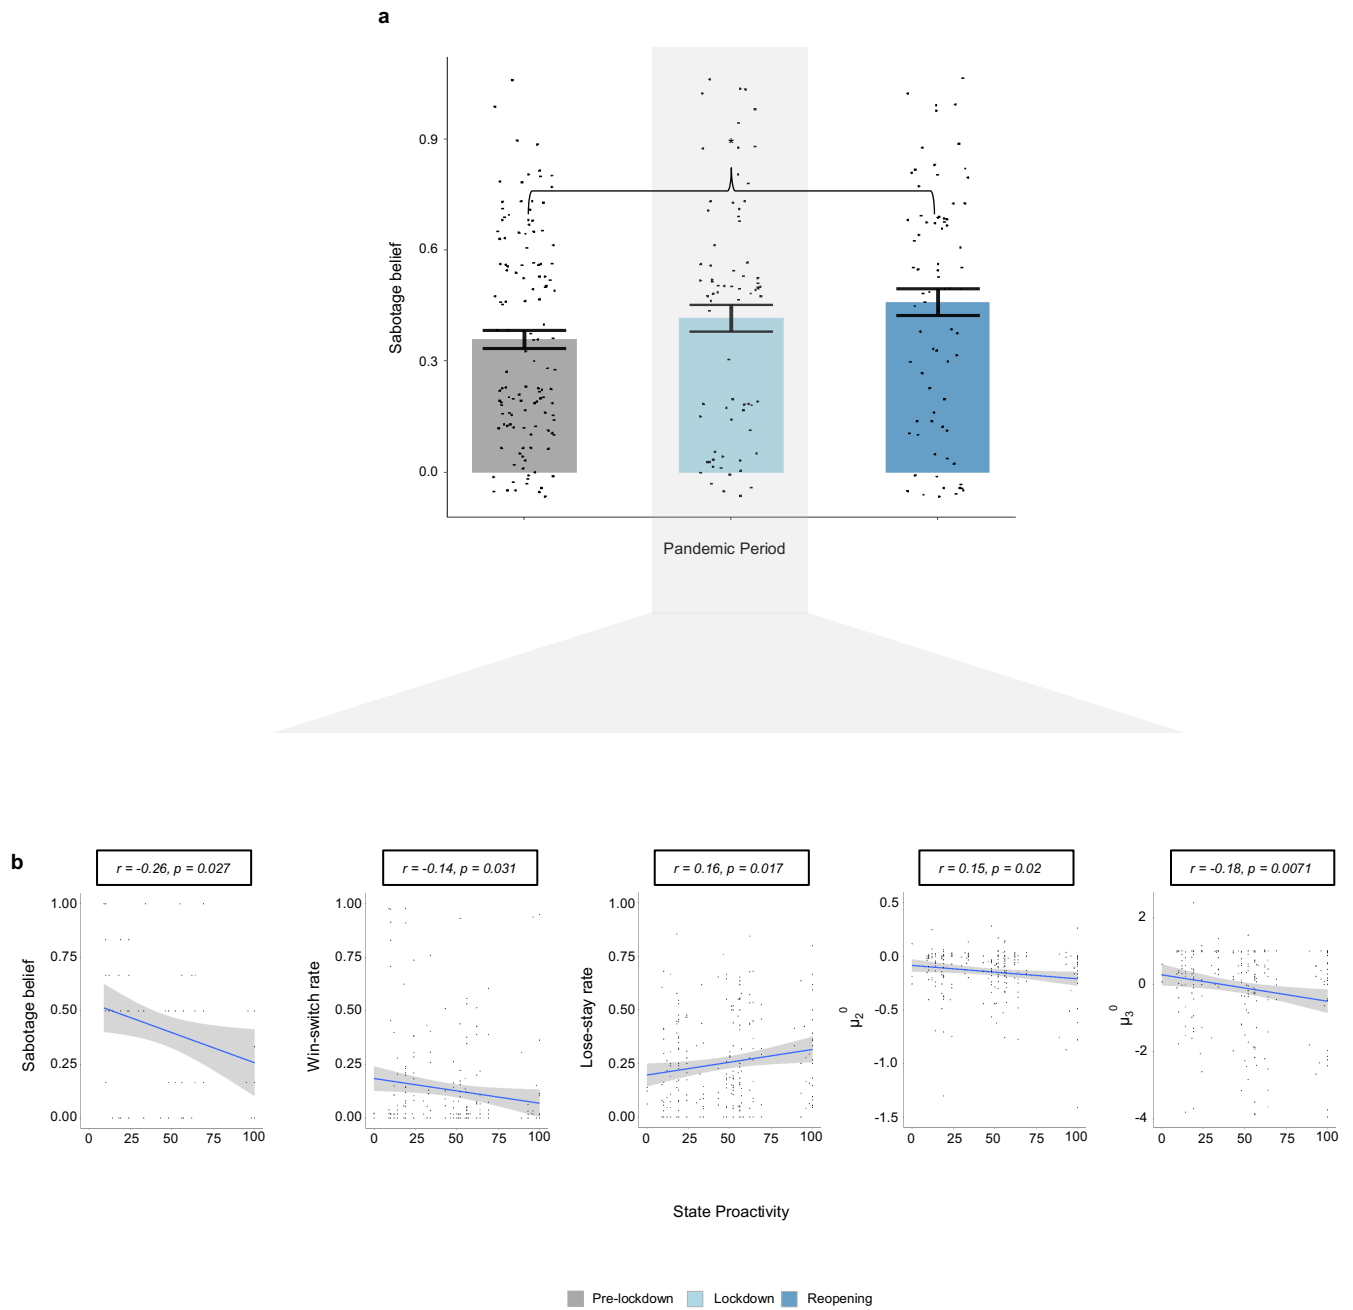 a
0.9
0.6
0.3
0.0
Sabotage belief
*
Pandemic Period
b
r = -0.26, p = 0.027
r = -0.14, p = 0.031
r = 0.16, p = 0.017
r = 0.15, p = 0.02
r = -0.18, p = 0.0071
Sabotage belief
1.00
0.75
0.50
0.25
0.00
0 25 50 75 100
Win-switch rate
1.00
0.75
0.50
0.25
0.00
0 25 50 75 100
Lose-stay rate
1.00
0.75
0.50
0.25
0.00
0 25 50 75 100
μ₂⁰
0.5
0.0
-0.5
-1.0
-1.5
0 25 50 75 100
μ₃⁰
2
0
-2
-4
0 25 50 75 100
State Proactivity
Pre-lockdown Lockdown Reopening